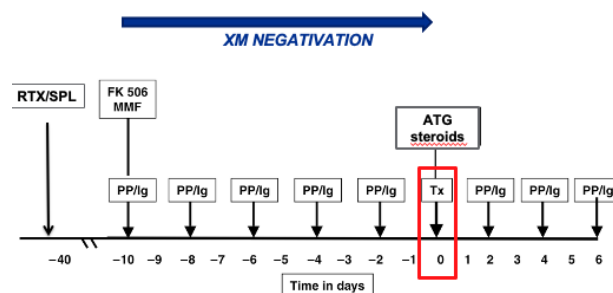 XM NEGATIVATION
RTX/SPL
FK 506
MMF
ATG
steroids
PP/Ig PP/Ig PP/Ig PP/Ig PP/Ig Tx PP/Ig PP/Ig PP/Ig
–40 –10 –9 –8 –7 –6 –5 –4 –3 –2 –1 0 1 2 3 4 5 6
Time in days